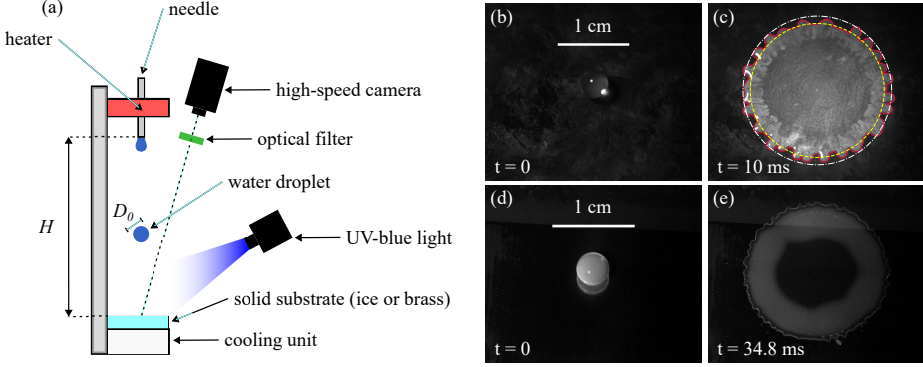 (a)
needle
heater
high-speed camera
optical filter
water droplet
D₀
H
UV-blue light
solid substrate (ice or brass)
cooling unit
(b)
1 cm
t = 0
(c)
t = 10 ms
(d)
1 cm
t = 0
(e)
t = 34.8 ms